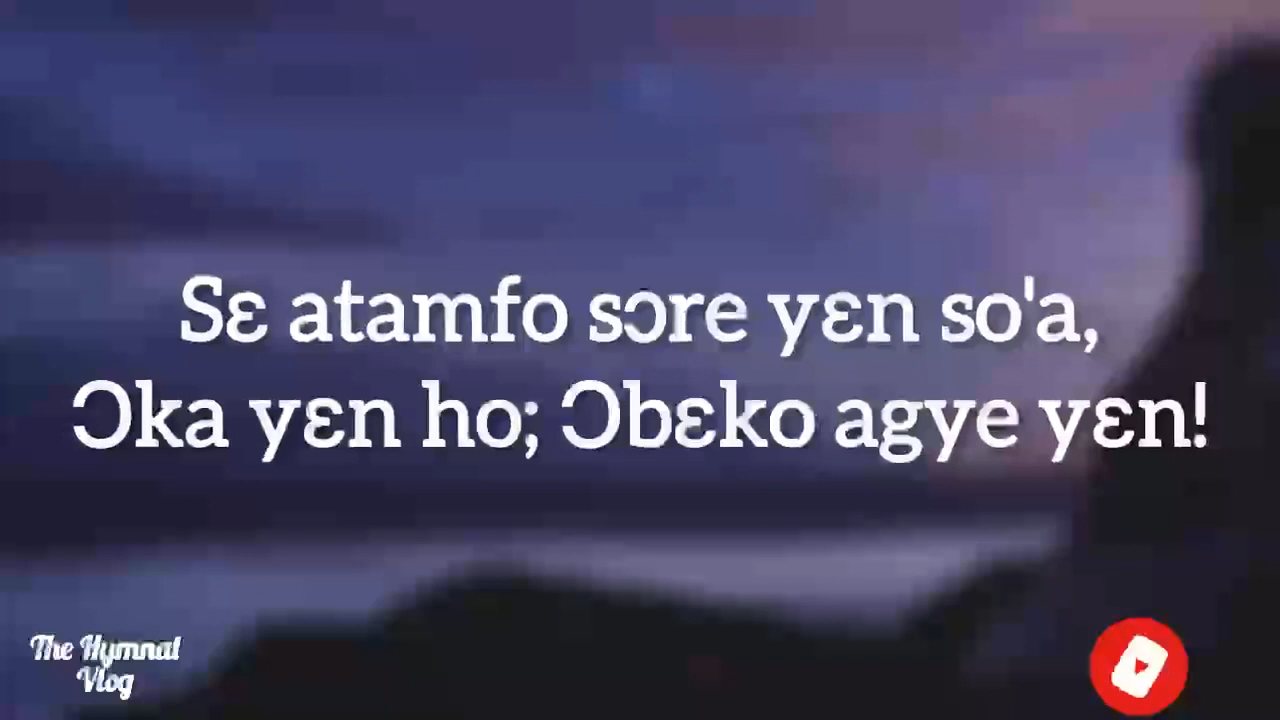 Sɛ atamfo sɔre yɛn so'a,
Ɔka yɛn ho; Ɔbɛko agye yɛn!
The Hymnal
Vlog